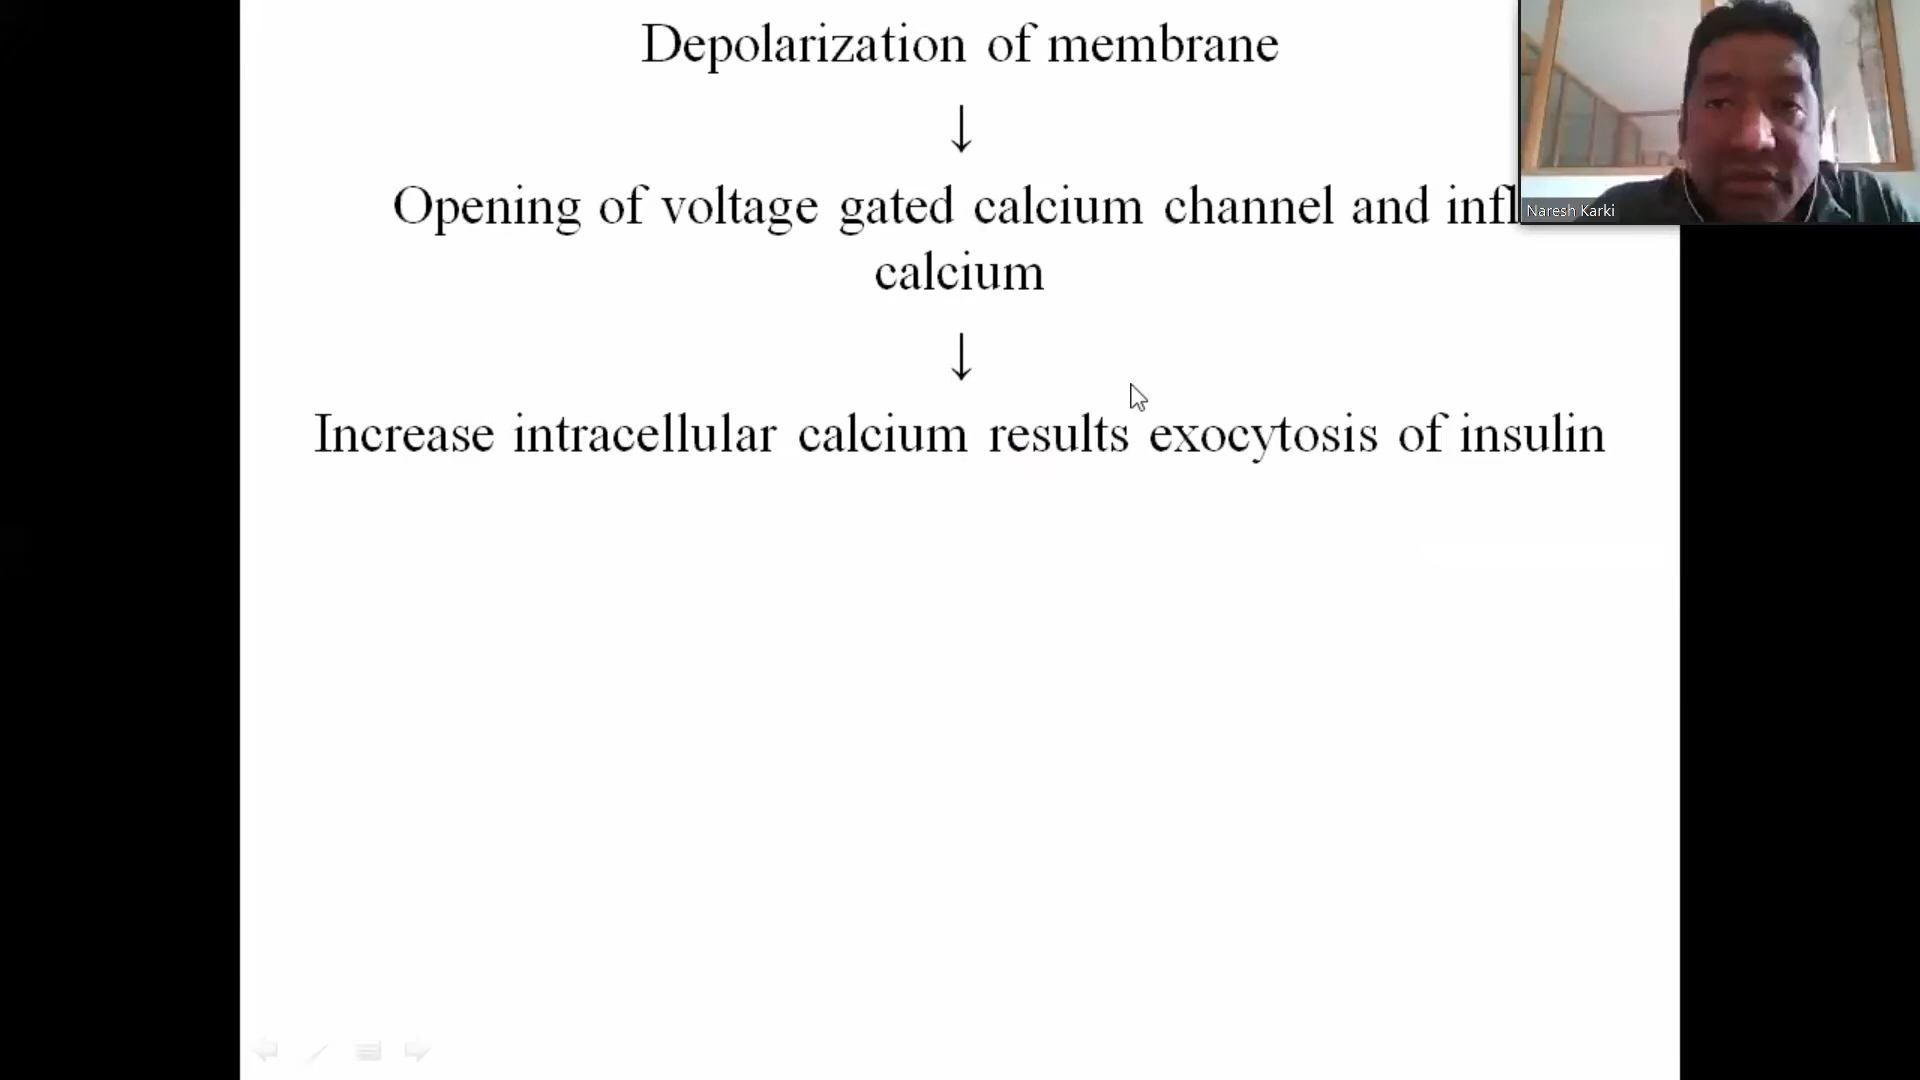 Depolarization of membrane
↓
Opening of voltage gated calcium channel and
calcium
↓
Increase intracellular calcium results exocytosis of insulin
Naresh Karki